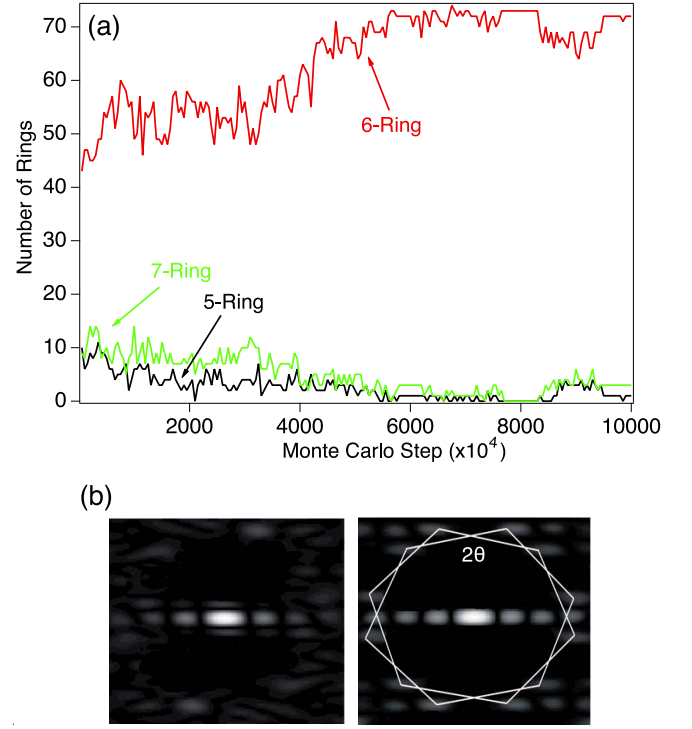 (a)
70
60
50
40
30
20
10
0
Number of Rings
6-Ring
7-Ring
5-Ring
2000 4000 6000 8000 10000
Monte Carlo Step (x10⁴)
(b)
2θ